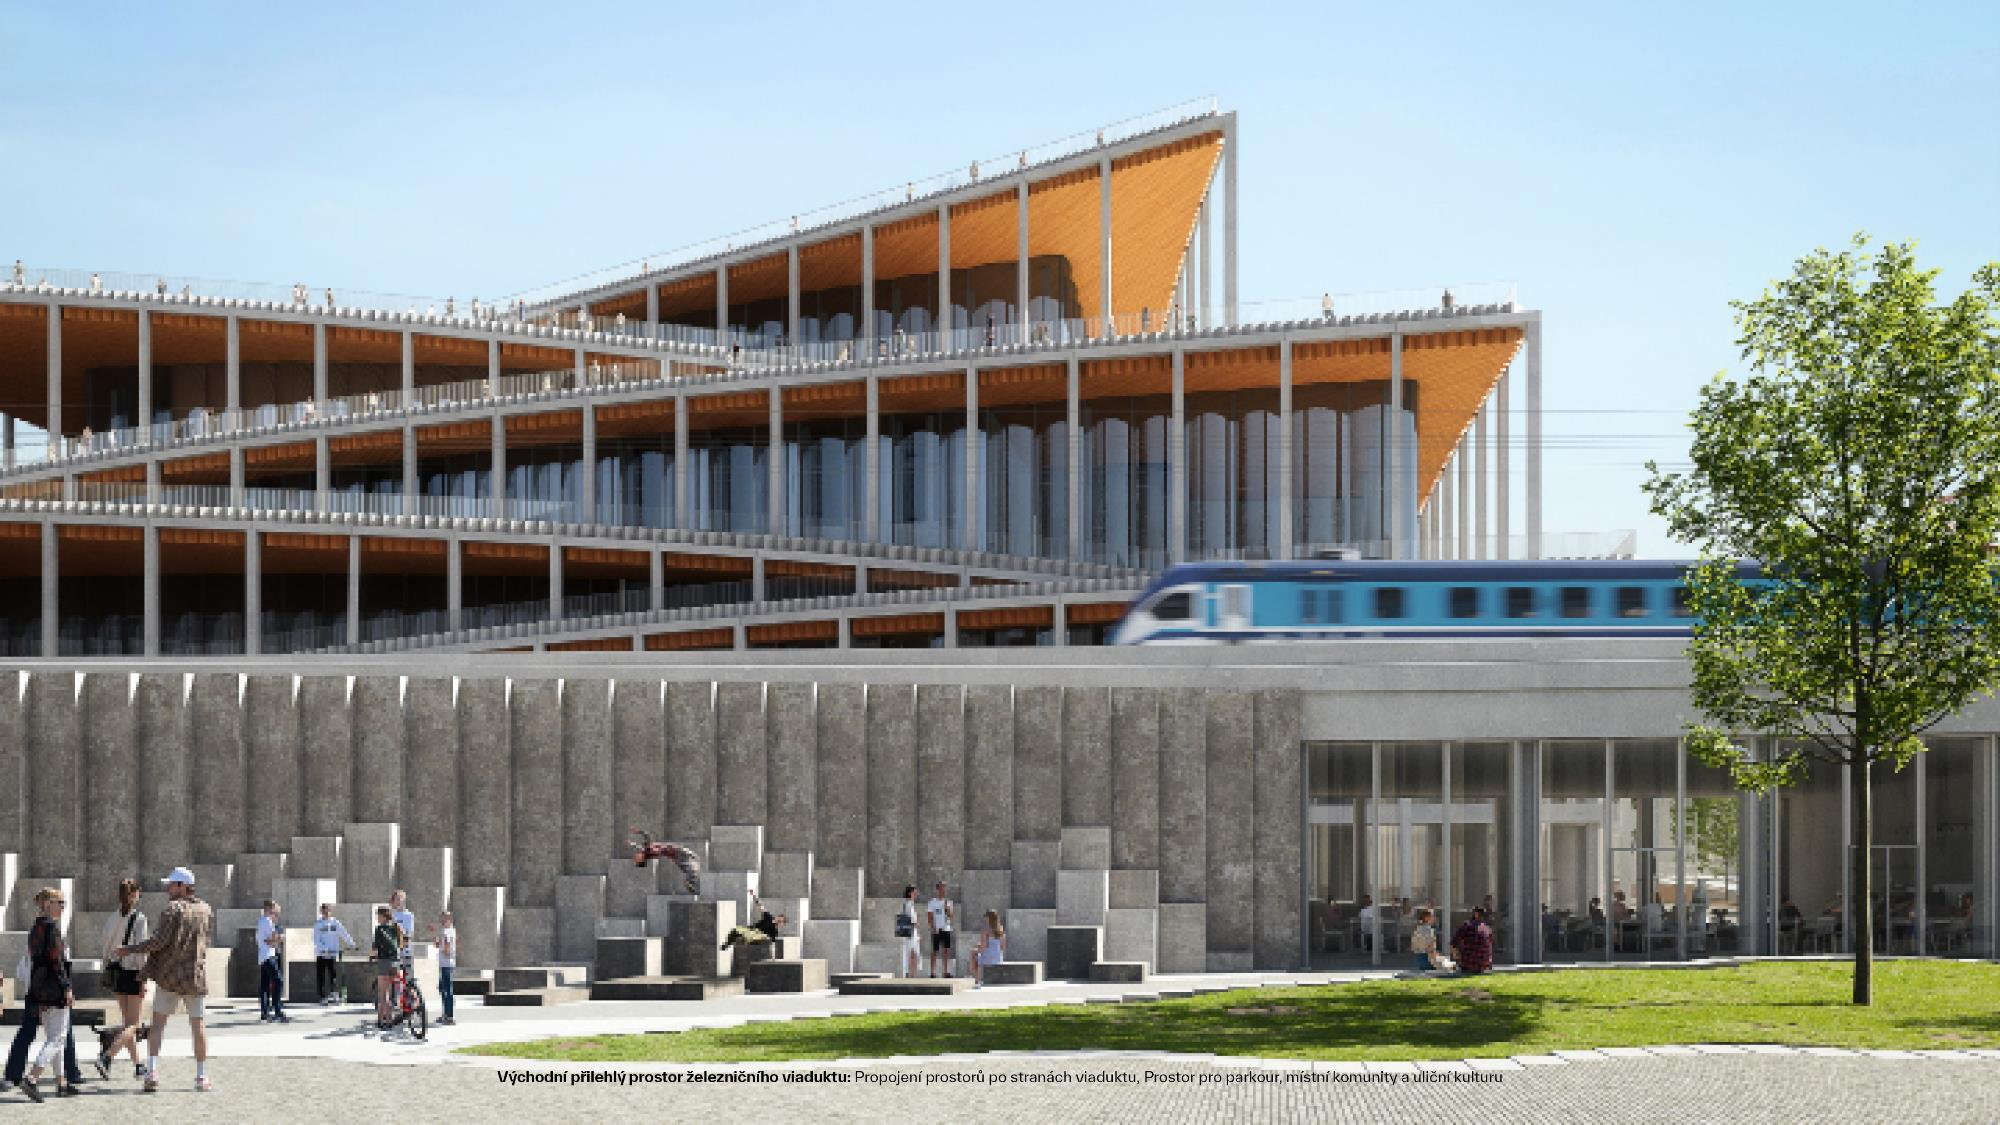 Východní přilehlý prostor železničního viaduktu: Propojení prostorů po stranách viaduktu, Prostor pro parkour, místní komunity a uliční kulturu